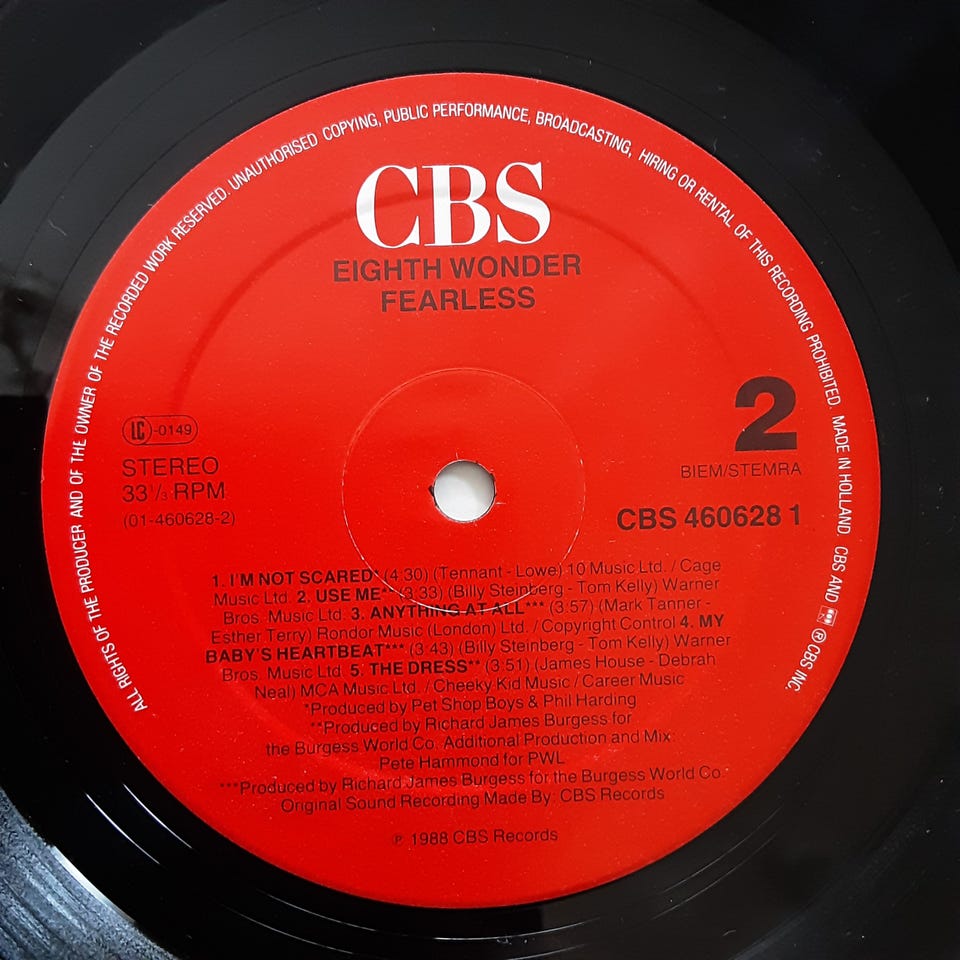 ALL RIGHTS OF THE PRODUCER AND OF THE OWNER OF THE RECORDED WORK RESERVED. UNAUTHORISED COPYING, PUBLIC PERFORMANCE, BROADCASTING, HIRING OR RENTAL OF THIS RECORDING PROHIBITED. MADE IN HOLLAND. CBS AND ® CBS INC.
CBS
EIGHTH WONDER
FEARLESS
2
LC-0149
BIEM/STEMRA
STEREO
33⅓ RPM
(01-460628-2)
CBS 460628 1
1. I'M NOT SCARED* (4:30) (Tennant - Lowe) 10 Music Ltd. / Cage
Music Ltd. 2. USE ME** (3:33) (Billy Steinberg - Tom Kelly) Warner
Bros. Music Ltd. 3. ANYTHING AT ALL*** (3.57) (Mark Tanner -
Esther Terry) Rondor Music (London) Ltd. / Copyright Control 4. MY
BABY'S HEARTBEAT*** (3.43) (Billy Steinberg - Tom Kelly) Warner
Bros. Music Ltd. 5. THE DRESS** (3:51) (James House - Debrah
Neal) MCA Music Ltd. / Cheeky Kid Music / Career Music
*Produced by Pet Shop Boys & Phil Harding
**Produced by Richard James Burgess for
the Burgess World Co. Additional Production and Mix:
Pete Hammond for PWL
***Produced by Richard James Burgess for the Burgess World Co.
Original Sound Recording Made By: CBS Records
℗ 1988 CBS Records